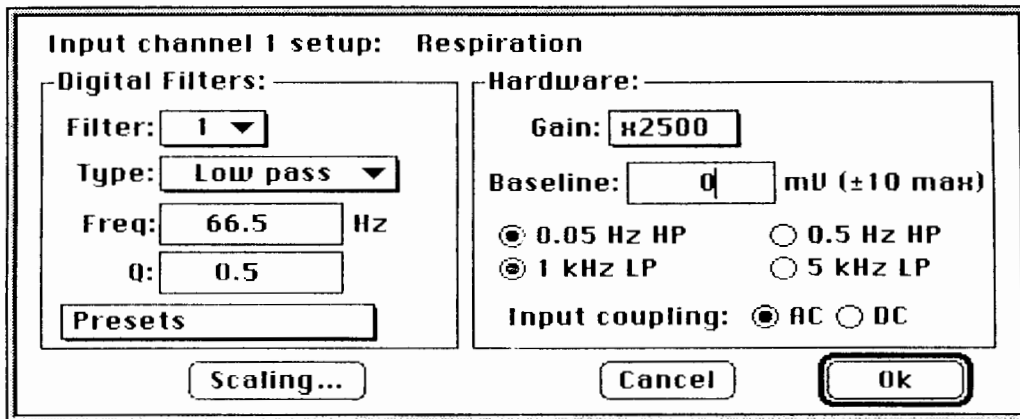 Input channel 1 setup: Respiration
Digital Filters:
Filter: 1
Type: Low pass
Freq: 66.5 Hz
Q: 0.5
Presets
Hardware:
Gain: x2500
Baseline: 0 mV (±10 max)
0.05 Hz HP 0.5 Hz HP
1 kHz LP 5 kHz LP
Input coupling: AC DC
Scaling... Cancel Ok